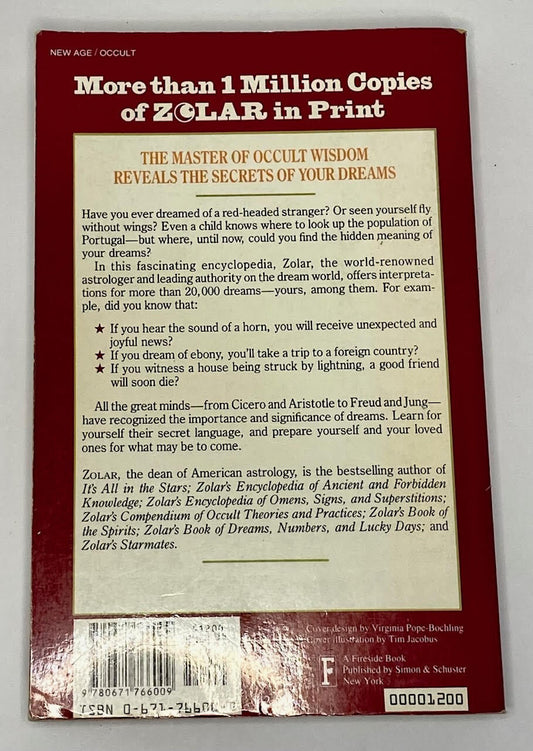 NEW AGE / OCCULT
More than 1 Million Copies
of ZOLAR in Print
THE MASTER OF OCCULT WISDOM
REVEALS THE SECRETS OF YOUR DREAMS
Have you ever dreamed of a red-headed stranger? Or seen yourself fly
without wings? Even a child knows where to look up the population of
Portugal—but where, until now, could you find the hidden meaning of
your dreams?
In this fascinating encyclopedia, Zolar, the world-renowned
astrologer and leading authority on the dream world, offers interpreta-
tions for more than 20,000 dreams—yours, among them. For exam-
ple, did you know that:
★ If you hear the sound of a horn, you will receive unexpected and
joyful news?
★ If you dream of ebony, you'll take a trip to a foreign country?
★ If you witness a house being struck by lightning, a good friend
will soon die?
All the great minds—from Cicero and Aristotle to Freud and Jung—
have recognized the importance and significance of dreams. Learn for
yourself their secret language, and prepare yourself and your loved
ones for what may be to come.
ZOLAR, the dean of American astrology, is the bestselling author of
It's All in the Stars; Zolar's Encyclopedia of Ancient and Forbidden
Knowledge; Zolar's Encyclopedia of Omens, Signs, and Superstitions;
Zolar's Compendium of Occult Theories and Practices; Zolar's Book of
the Spirits; Zolar's Book of Dreams, Numbers, and Lucky Days; and
Zolar's Starmates.
Cover design by Virginia Pope-Boehling
Cover illustration by Tim Jacobus
F
A Fireside Book
Published by Simon & Schuster
New York
9 780671 766009
ISBN
00001200